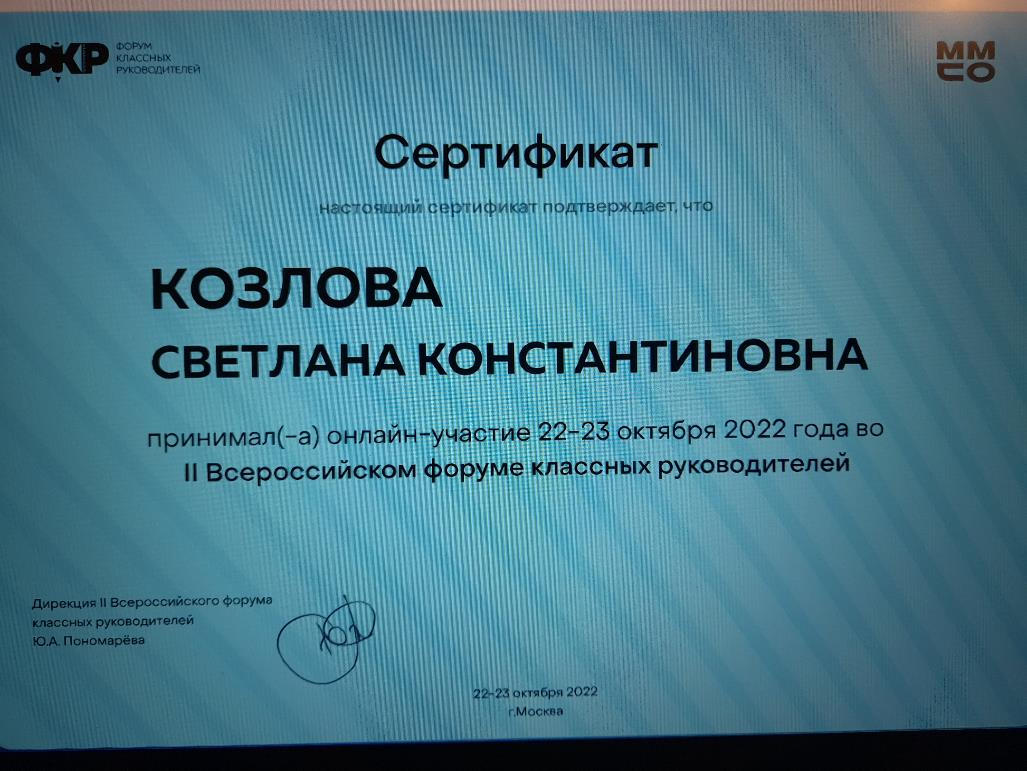 ФКР
ФОРУМ
КЛАССНЫХ
РУКОВОДИТЕЛЕЙ
ММ
СО
Сертификат
настоящий сертификат подтверждает, что
КОЗЛОВА
СВЕТЛАНА КОНСТАНТИНОВНА
принимал(-а) онлайн-участие 22-23 октября 2022 года во
II Всероссийском форуме классных руководителей
Дирекция II Всероссийского форума
классных руководителей
Ю.А. Пономарёва
22-23 октября 2022
г.Москва